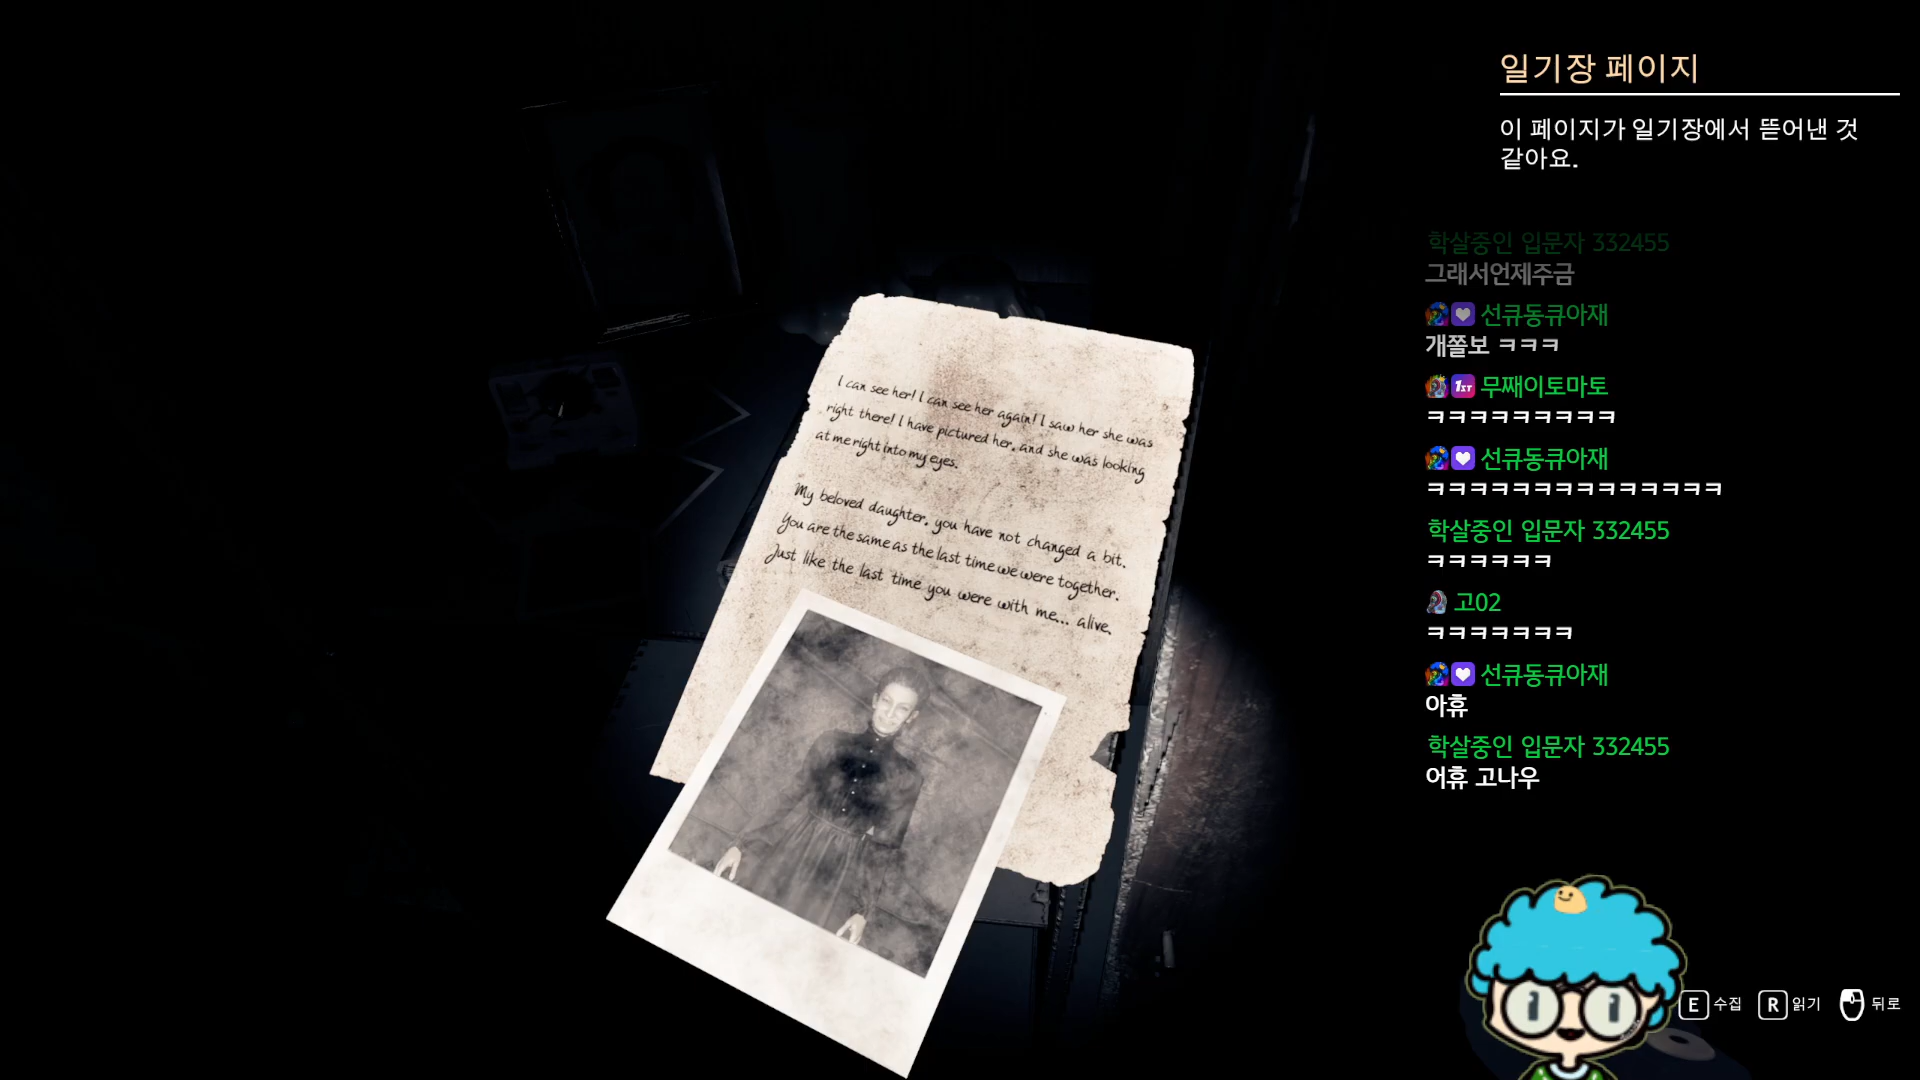 일기장 페이지
이 페이지가 일기장에서 뜯어낸 것
같아요.
I can see her! I can see her again! I saw her she was
right there! I have pictured her, and she was looking
at me right into my eyes.
My beloved daughter, you have not changed a bit.
You are the same as the last time we were together.
Just like the last time you were with me... alive.
학살중인 입문자 332455
그래서언제주금
선큐동큐아재
개쫄보 ㅋㅋㅋ
1ST 무째이토마토
ㅋㅋㅋㅋㅋㅋㅋㅋㅋ
선큐동큐아재
ㅋㅋㅋㅋㅋㅋㅋㅋㅋㅋㅋㅋㅋㅋ
학살중인 입문자 332455
ㅋㅋㅋㅋㅋㅋ
고02
ㅋㅋㅋㅋㅋㅋㅋ
선큐동큐아재
아휴
학살중인 입문자 332455
어휴 고나우
E 수집 R 읽기 뒤로